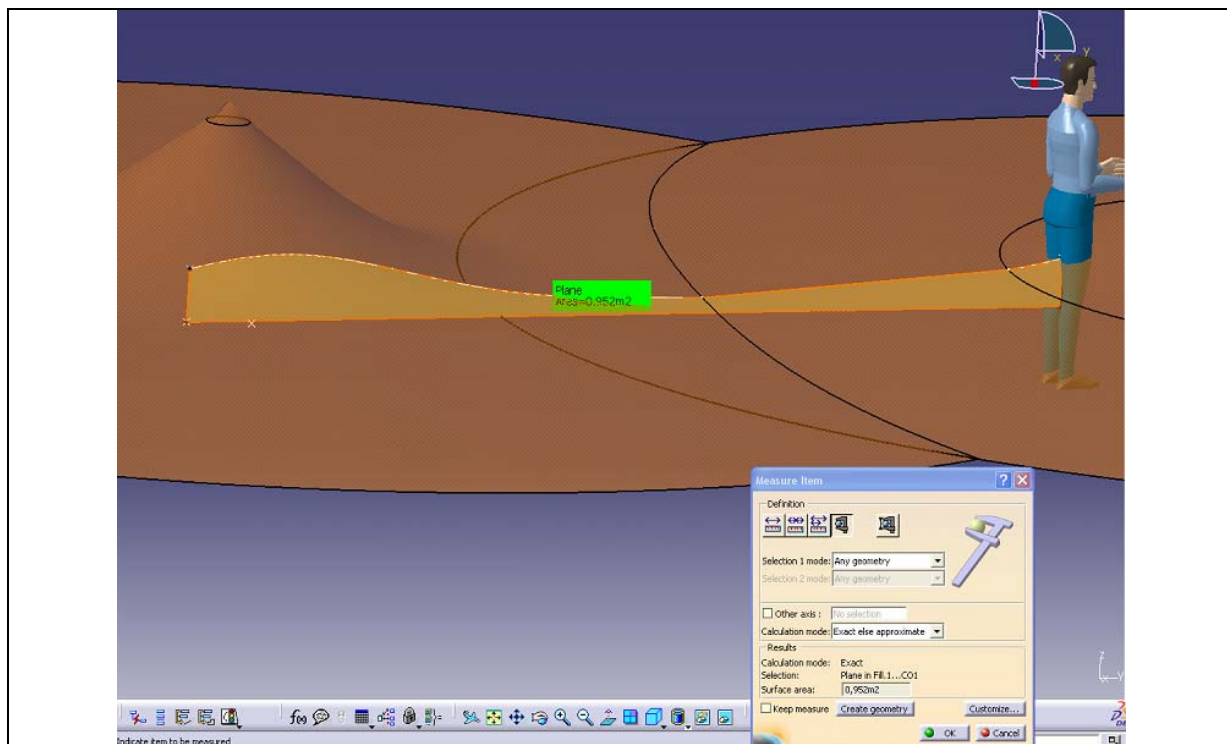 x y
Plane
Area=0.952m2
Measure Item
Definition
Selection 1 mode: Any geometry
Selection 2 mode: Any geometry
Other axis : No selection
Calculation mode: Exact else approximate
Results
Calculation mode: Exact
Selection: Plane in Fill.1...CO1
Surface area: 0,952m2
Keep measure Create geometry Customize...
OK Cancel
z
x y
f(x)
Indicate item to be measured